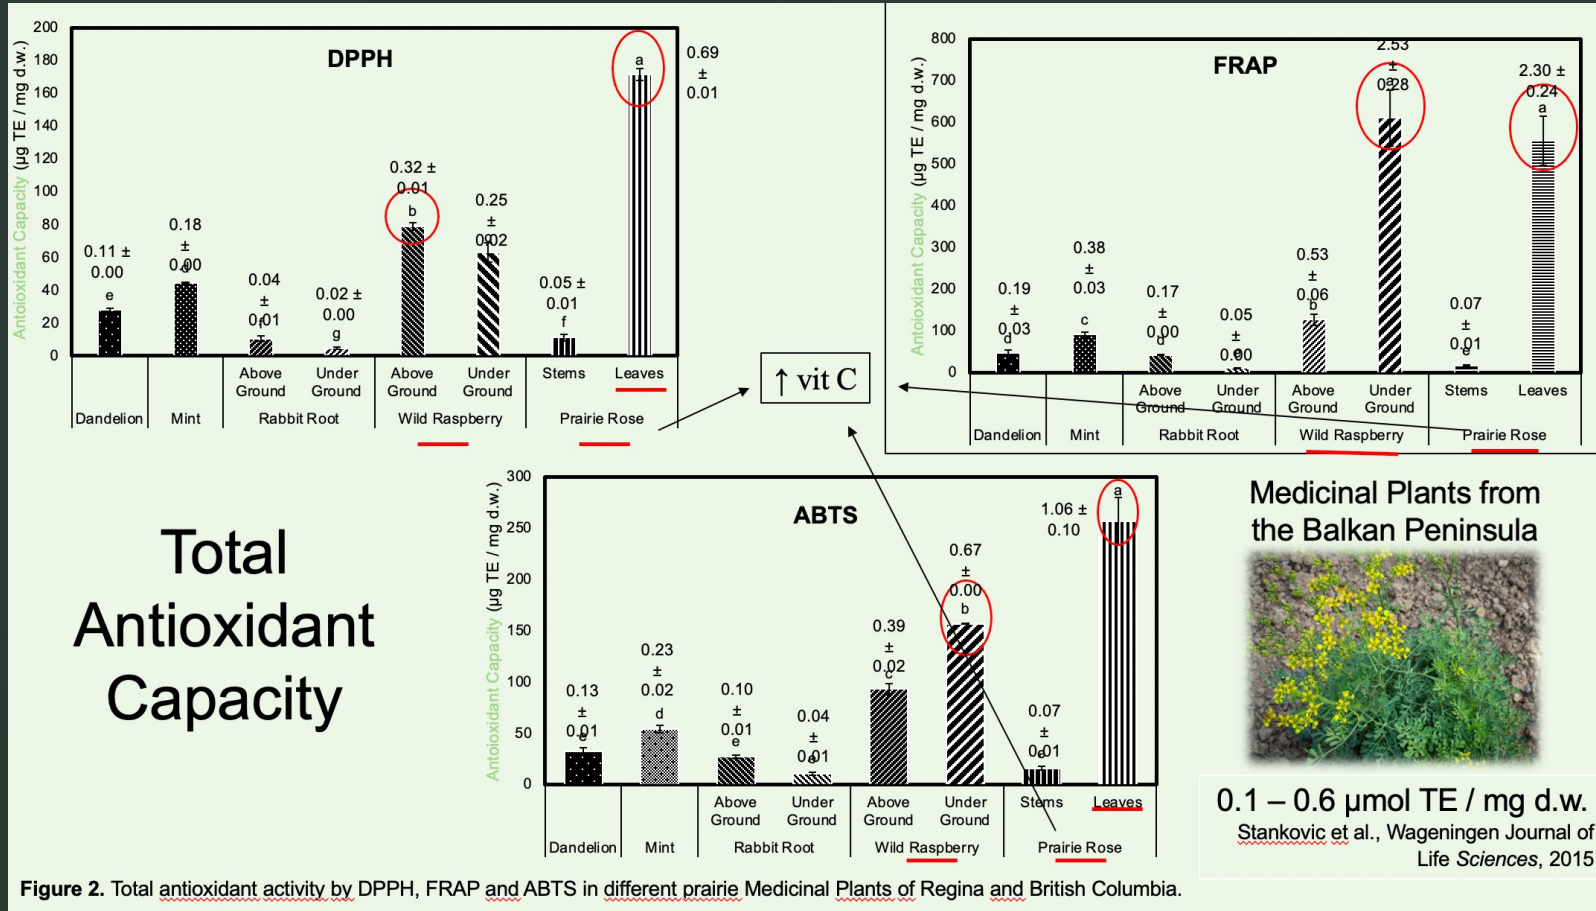 DPPH
Antoioxidant Capacity (µg TE / mg d.w.)
200
180
160
140
120
100
80
60
40
20
0
0.11 ±
0.00
e
0.18
±
0.00
d
0.04
±
0.01
f
0.02 ±
0.00
g
0.32 ±
0.01
b
0.25
±
0.02
0.05 ±
0.01
f
a
0.69
±
0.01
Above
Ground
Under
Ground
Above
Ground
Under
Ground
Stems
Leaves
Dandelion
Mint
Rabbit Root
Wild Raspberry
Prairie Rose
FRAP
Antoioxidant Capacity (µg TE / mg d.w.)
800
700
600
500
400
300
200
100
0
0.19
±
0.03
d
0.38
±
0.03
c
0.17
±
0.00
d
0.05
±
0.00
e
0.53
±
0.06
b
2.53
±
0.28
a
0.07
±
0.01
e
2.30 ±
0.24
a
Above
Ground
Under
Ground
Above
Ground
Under
Ground
Stems
Leaves
Dandelion
Mint
Rabbit Root
Wild Raspberry
Prairie Rose
↑ vit C
Total
Antioxidant
Capacity
ABTS
Antoioxidant Capacity (µg TE / mg d.w.)
300
250
200
150
100
50
0
0.13
±
0.01
e
0.23
±
0.02
d
0.10
±
0.01
e
0.04
±
0.01
e
0.39
±
0.02
c
0.67
±
0.00
b
0.07
±
0.01
e
1.06 ±
0.10
a
Above
Ground
Under
Ground
Above
Ground
Under
Ground
Stems
Leaves
Dandelion
Mint
Rabbit Root
Wild Raspberry
Prairie Rose
Medicinal Plants from
the Balkan Peninsula
0.1 – 0.6 µmol TE / mg d.w.
Stankovic et al., Wageningen Journal of
Life Sciences, 2015
Figure 2. Total antioxidant activity by DPPH, FRAP and ABTS in different prairie Medicinal Plants of Regina and British Columbia.